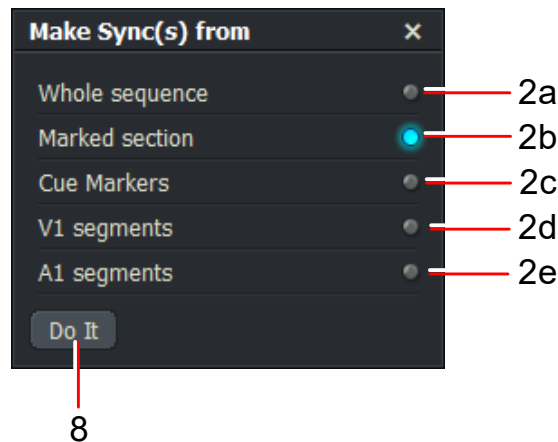 Make Sync(s) from ×
Whole sequence 2a
Marked section 2b
Cue Markers 2c
V1 segments 2d
A1 segments 2e
Do It
8